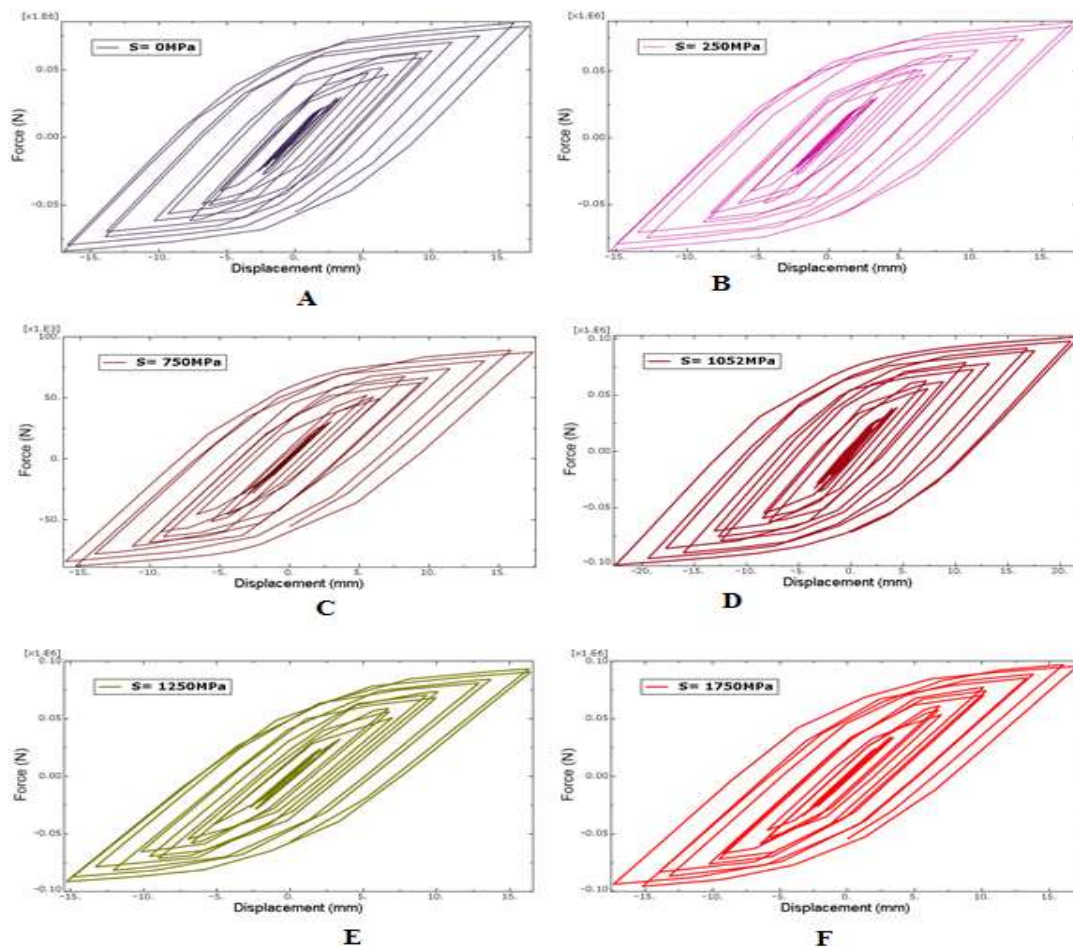 [x1.E6]
S= 0MPa
0.05
0.00
-0.05
Force (N)
-15. -10. -5. 0. 5. 10. 15.
Displacement (mm)
A
[x1.E6]
S= 250MPa
0.05
0.00
-0.05
Force (N)
-15. -10. -5. 0. 5. 10. 15.
Displacement (mm)
B
[x1.E3]
100.
S= 750MPa
50.
0.
-50.
Force (N)
-15. -10. -5. 0. 5. 10. 15.
Displacement (mm)
C
[x1.E6]
0.10
S= 1052MPa
0.05
0.00
-0.05
-0.10
Force (N)
-20. -15. -10. -5. 0. 5. 10. 15. 20.
Displacement (mm)
D
[x1.E6]
0.10
S= 1250MPa
0.05
0.00
-0.05
-0.10
Force (N)
-15. -10. -5. 0. 5. 10. 15.
Displacement (mm)
E
[x1.E6]
0.10
S= 1750MPa
0.05
0.00
-0.05
-0.10
Force (N)
-15. -10. -5. 0. 5. 10. 15.
Displacement (mm)
F